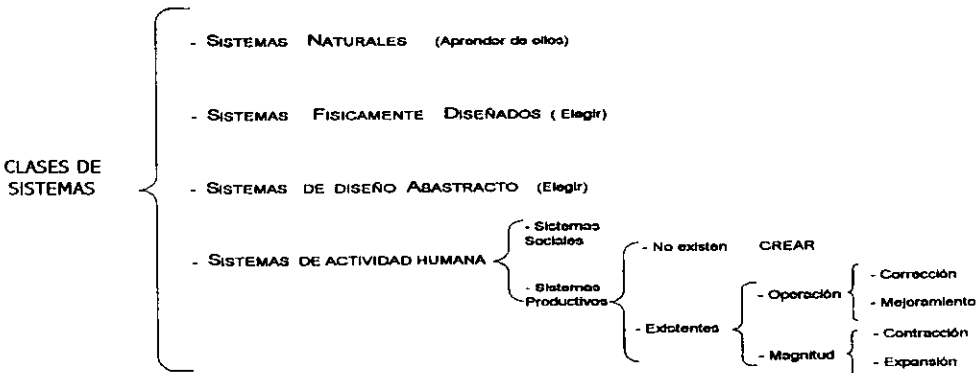 - SISTEMAS NATURALES (Aprender de ellos)
- SISTEMAS FISICAMENTE DISEÑADOS ( Elegir)
CLASES DE
SISTEMAS
- SISTEMAS DE DISEÑO ABASTRACTO (Elegir)
- SISTEMAS DE ACTIVIDAD HUMANA
- Sistemas
Sociales
- Sistemas
Productivos
- No existen CREAR
- Existentes
- Operación
- Corrección
- Mejoramiento
- Magnitud
- Contracción
- Expansión